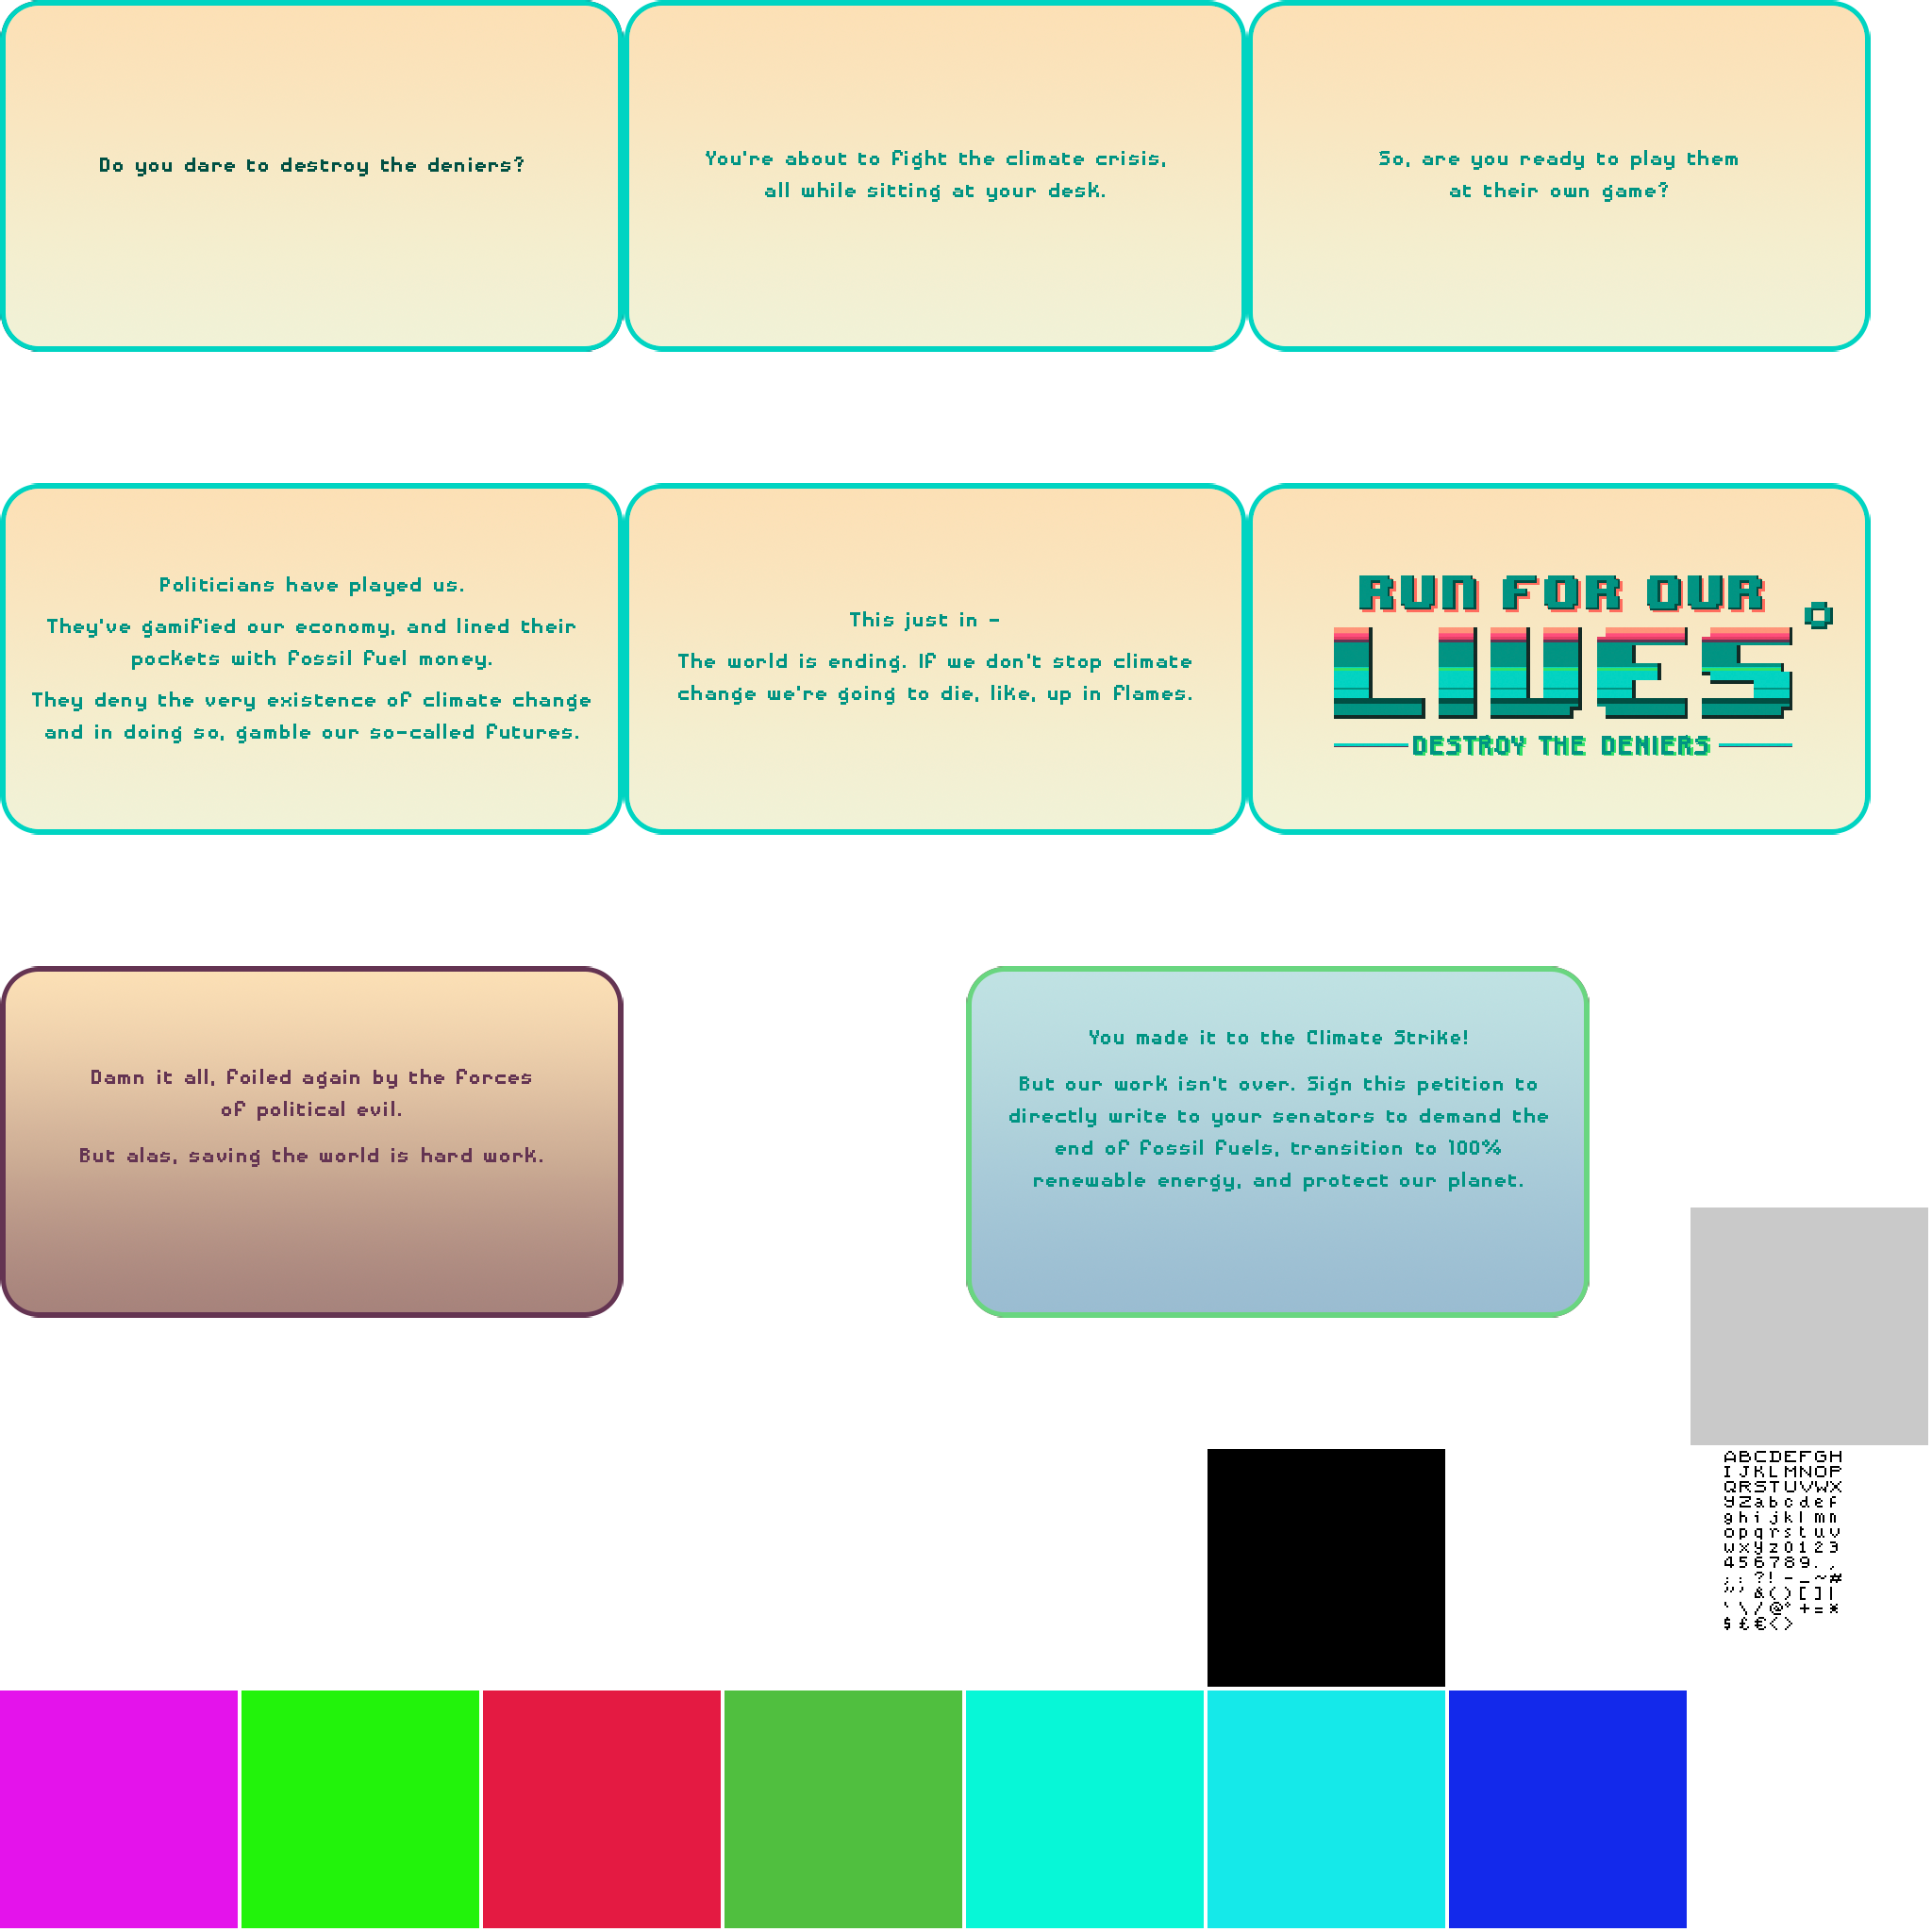 Do you dare to destroy the deniers?
You're about to fight the climate crisis,
all while sitting at your desk.
So, are you ready to play them
at their own game?
Politicians have played us.
They've gamified our economy, and lined their
pockets with fossil fuel money.
They deny the very existence of climate change
and in doing so, gamble our so-called futures.
This just in -
The world is ending. If we don't stop climate
change we're going to die, like, up in flames.
RUN FOR OUR
LIVES°
DESTROY THE DENIERS
Damn it all, foiled again by the forces
of political evil.
But alas, saving the world is hard work.
You made it to the Climate Strike!
But our work isn't over. Sign this petition to
directly write to your senators to demand the
end of fossil fuels, transition to 100%
renewable energy, and protect our planet.
ABCDEFGH
IJKLMNOP
QRSTUVWX
YZabcdef
ghijklmn
opqrstuv
wxyz0123
456789.,
;:?!-_~#
"'&()[]|
`\/@°+=*
$£€<>